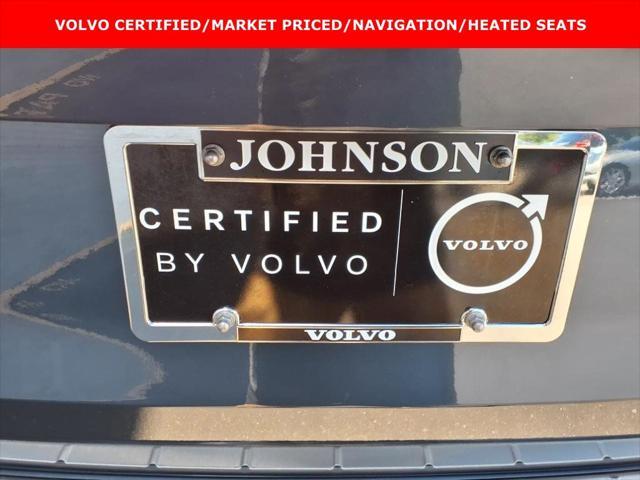 VOLVO CERTIFIED/MARKET PRICED/NAVIGATION/HEATED SEATS
JOHNSON
CERTIFIED
BY VOLVO
VOLVO
VOLVO